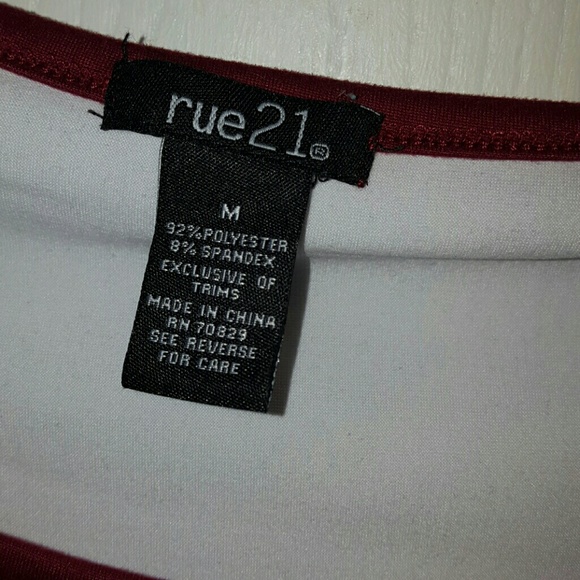 rue21®
M
92% POLYESTER
8% SPANDEX
EXCLUSIVE OF
TRIMS
MADE IN CHINA
RN 70829
SEE REVERSE
FOR CARE